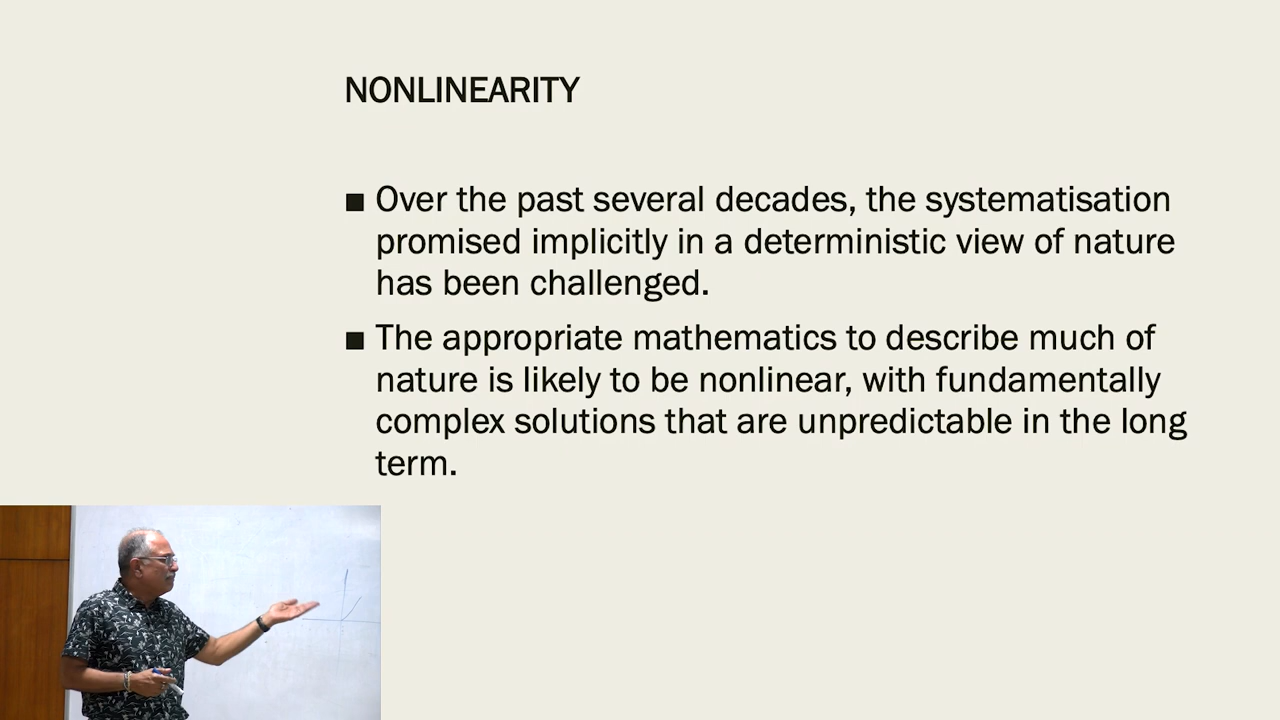 NONLINEARITY
■ Over the past several decades, the systematisation
promised implicitly in a deterministic view of nature
has been challenged.
■ The appropriate mathematics to describe much of
nature is likely to be nonlinear, with fundamentally
complex solutions that are unpredictable in the long
term.